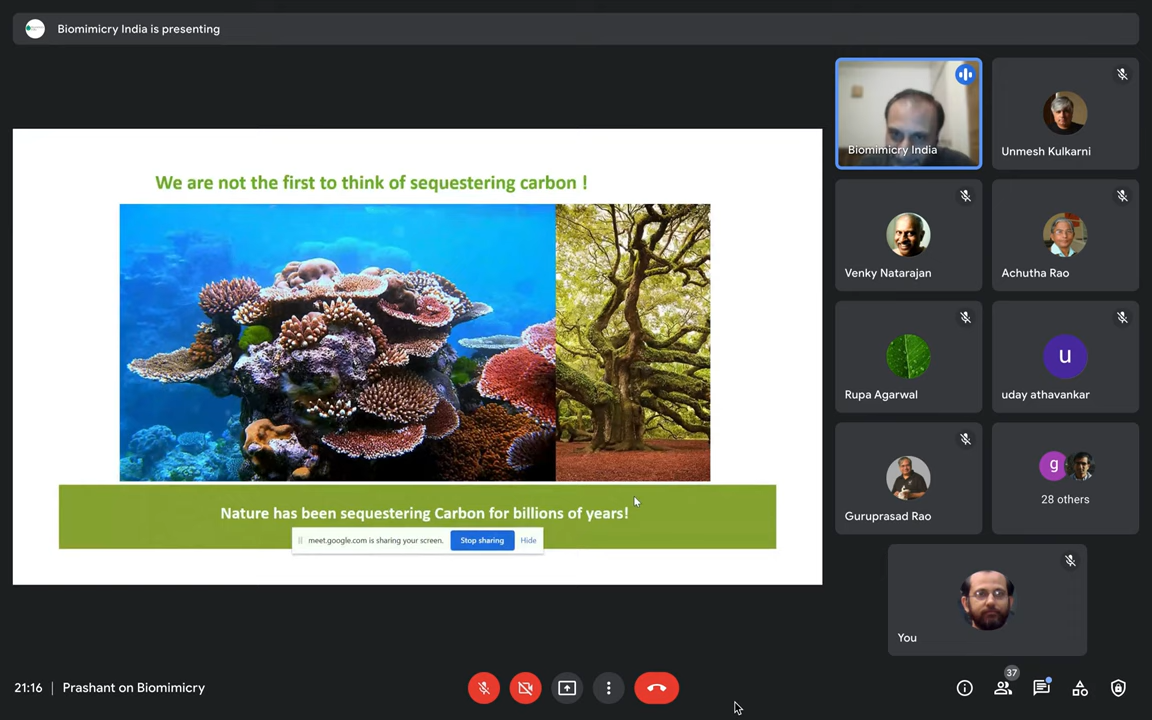 Biomimicry India is presenting
We are not the first to think of sequestering carbon !
Nature has been sequestering Carbon for billions of years!
meet.google.com is sharing your screen. Stop sharing Hide
Biomimicry India
Unmesh Kulkarni
Venky Natarajan
Achutha Rao
Rupa Agarwal
u
uday athavankar
Guruprasad Rao
g
28 others
You
21:16 | Prashant on Biomimicry
37